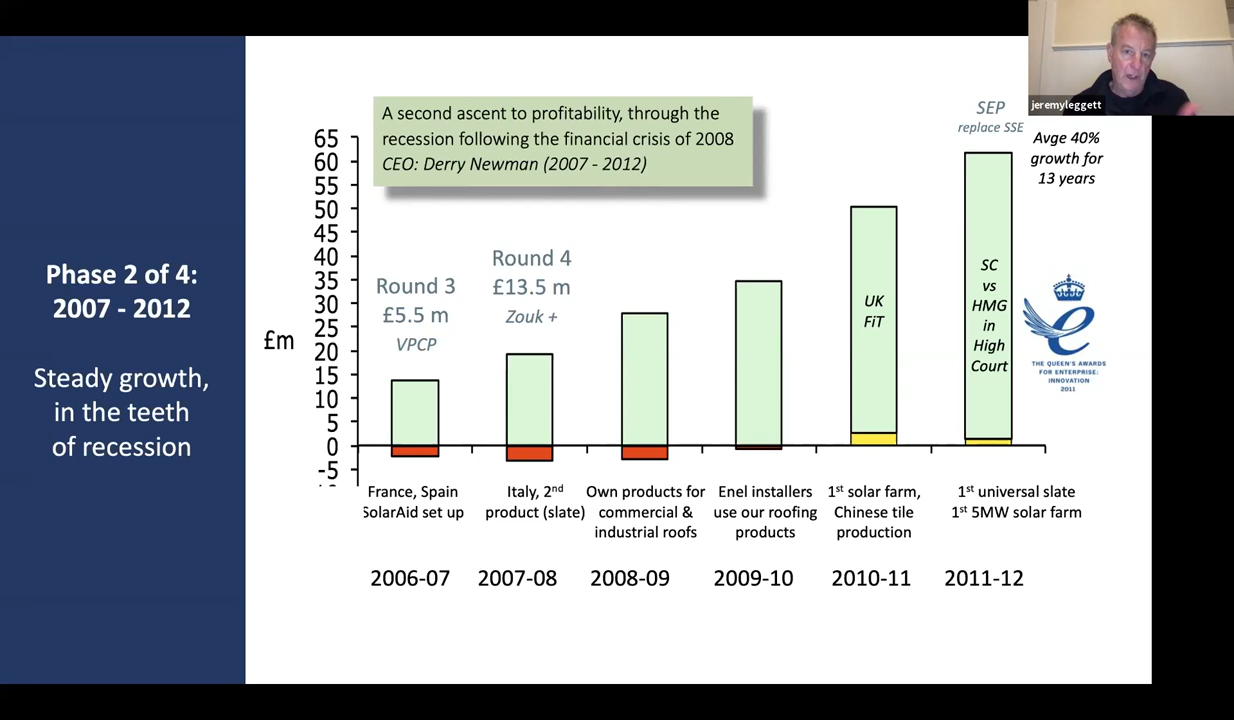 jeremyleggett
Phase 2 of 4:
2007 - 2012
Steady growth,
in the teeth
of recession
A second ascent to profitability, through the
recession following the financial crisis of 2008
CEO: Derry Newman (2007 - 2012)
£m
65
60
55
50
45
40
35
30
25
20
15
10
5
0
-5
Round 3
£5.5 m
VPCP
Round 4
£13.5 m
Zouk +
UK
FiT
SEP
replace SSE
SC
vs
HMG
in
High
Court
Avge 40%
growth for
13 years
THE QUEEN'S AWARDS
FOR ENTERPRISE:
INNOVATION
2011
France, Spain
SolarAid set up
Italy, 2nd
product (slate)
Own products for
commercial &
industrial roofs
Enel installers
use our roofing
products
1st solar farm,
Chinese tile
production
1st universal slate
1st 5MW solar farm
2006-07
2007-08
2008-09
2009-10
2010-11
2011-12